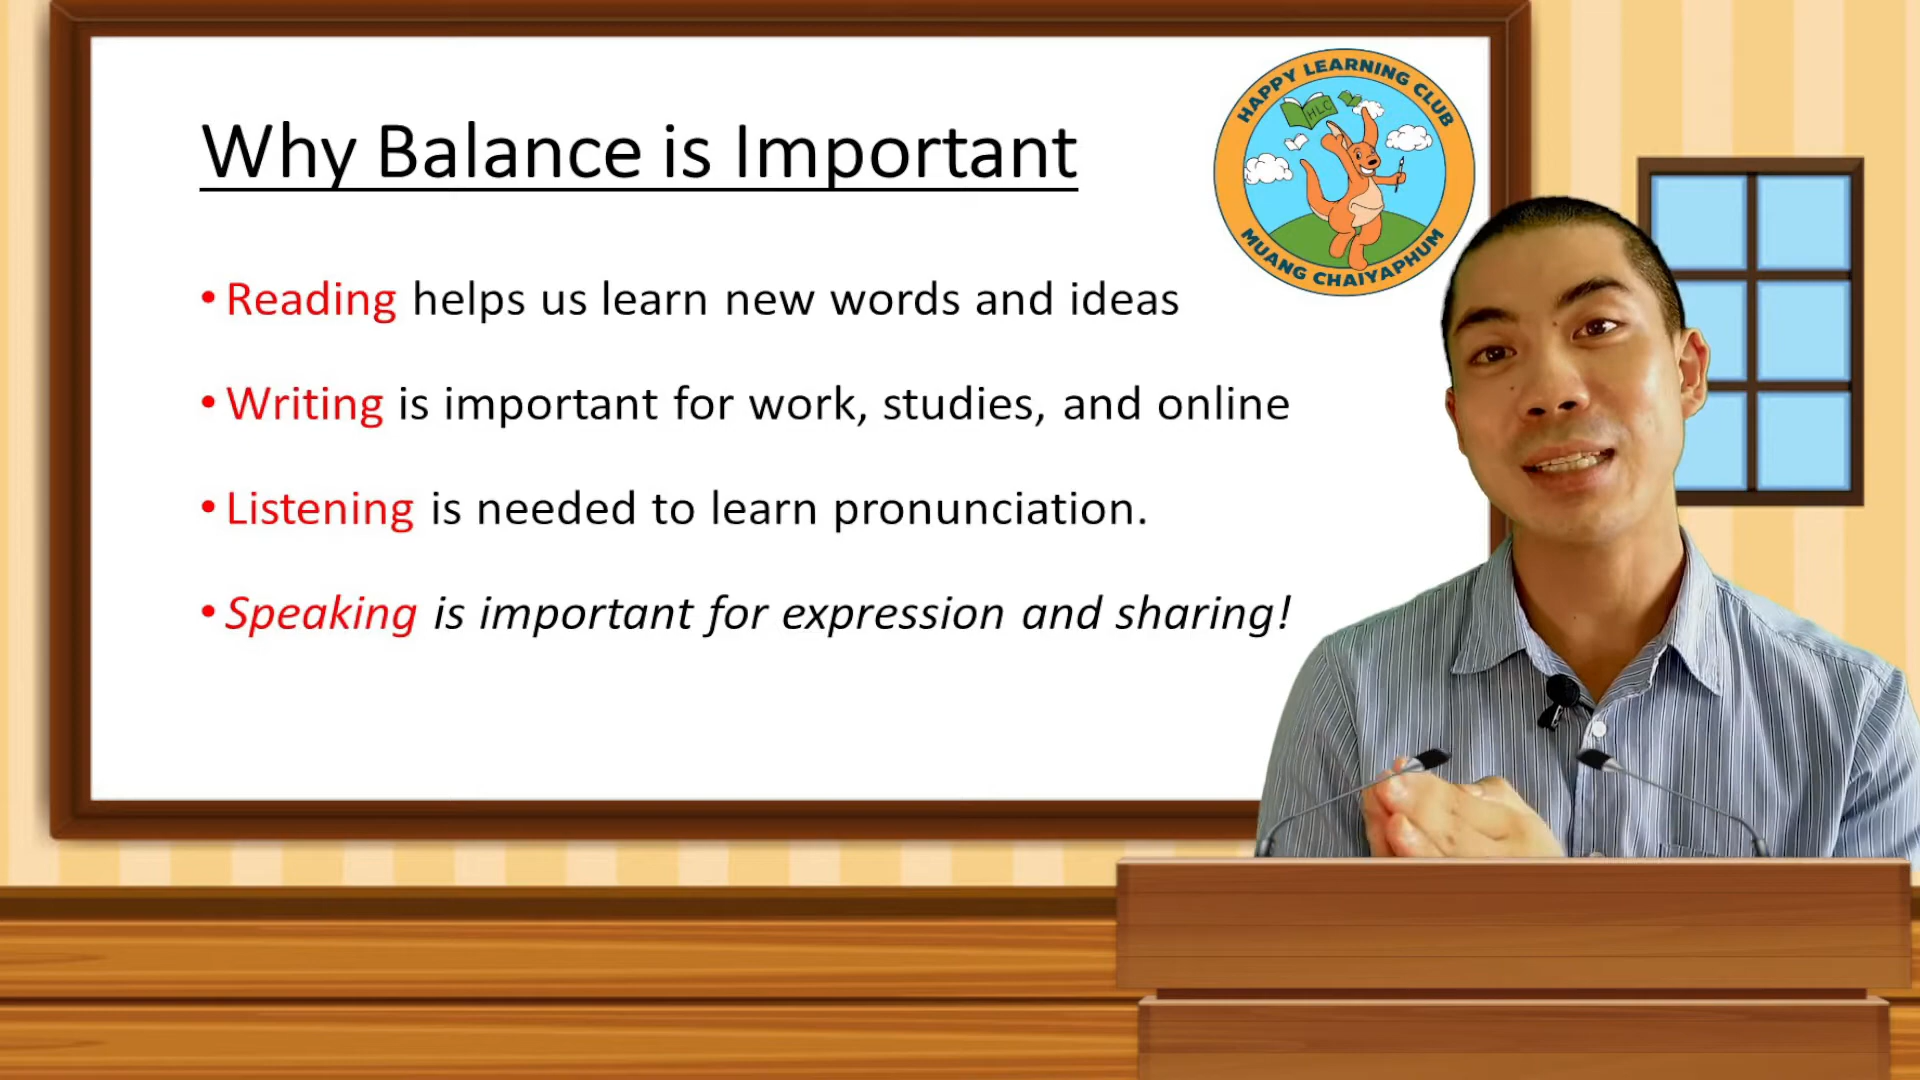 Why Balance is Important
HAPPY LEARNING CLUB
HLC
MUANG CHAIYAPHUM
• Reading helps us learn new words and ideas
• Writing is important for work, studies, and online
• Listening is needed to learn pronunciation.
• Speaking is important for expression and sharing!